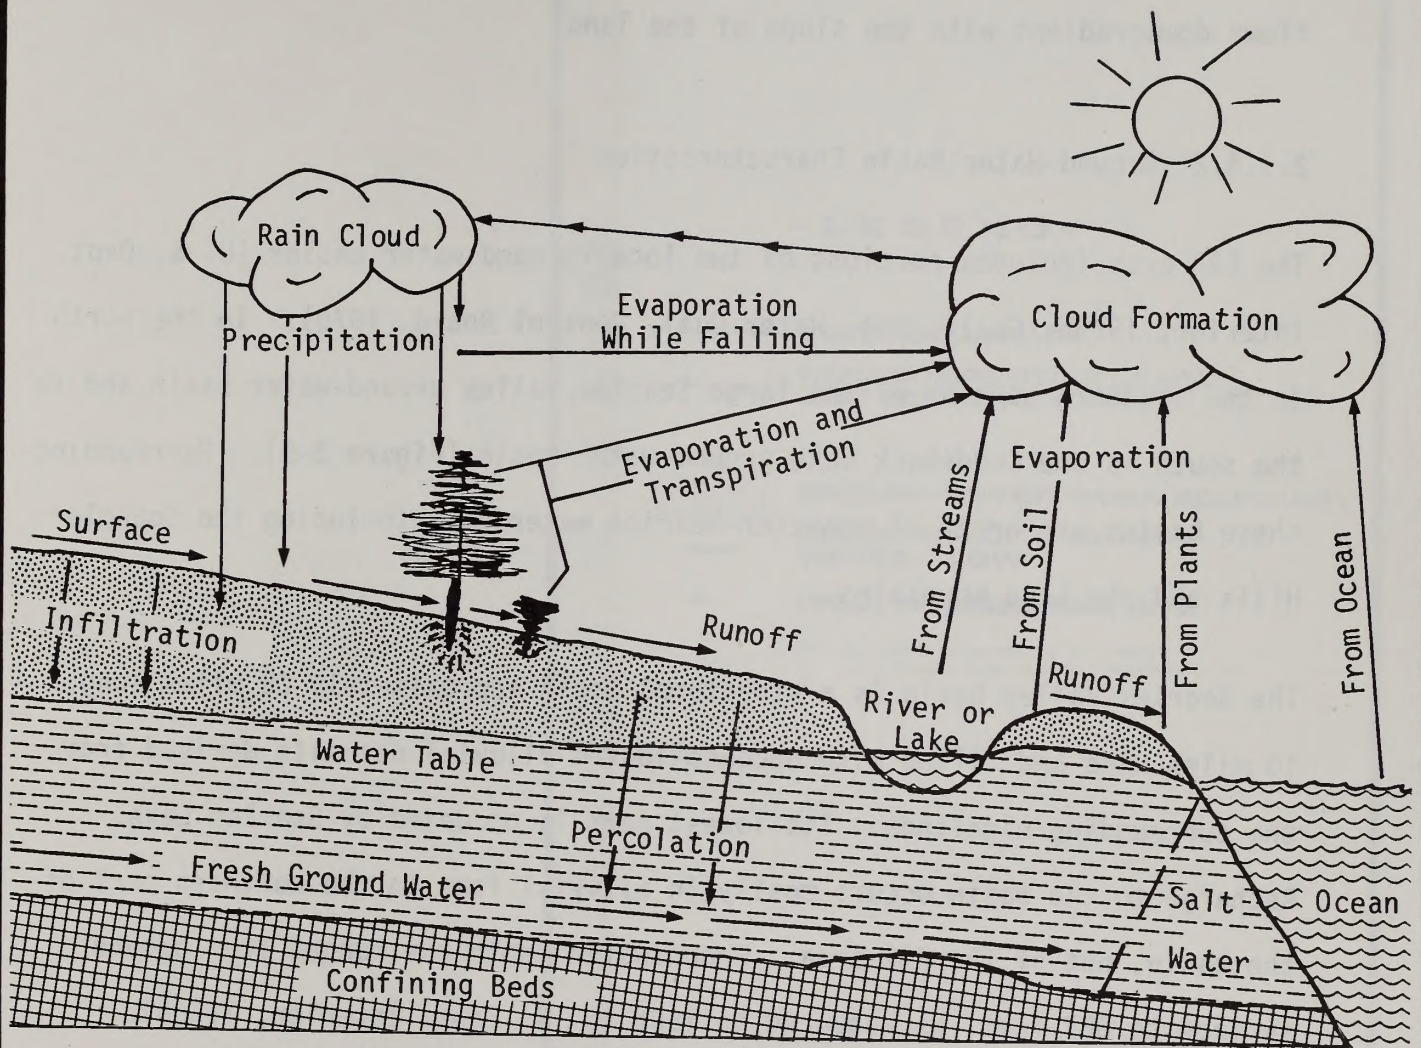 Rain Cloud
Precipitation
Evaporation
While Falling
Cloud Formation
Evaporation and
Transpiration
Evaporation
From Streams
From Soil
From Plants
From Ocean
Surface
Infiltration
Runoff
Runoff
River or
Lake
Water Table
Percolation
Fresh Ground Water
Salt
Water
Ocean
Confining Beds